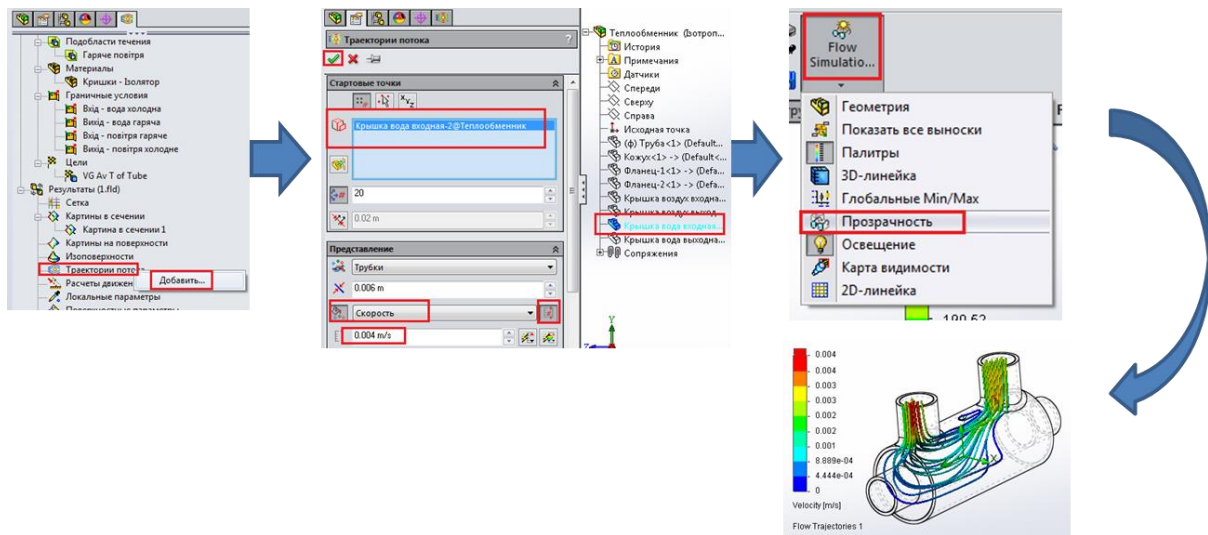 Подобласти течения
Гаряче повітря
Материалы
Кришки - Ізолятор
Граничные условия
Вхід - вода холодна
Вихід - вода гаряча
Вхід - повітря гаряче
Вихід - повітря холодне
Цели
VG Av T of Tube
Результаты (1.fld)
Сетка
Картины в сечении
Картина в сечении 1
Картины на поверхности
Изоповерхности
Траектории потока
Добавить...
Расчеты движен
Локальные параметры
Траектории потока
?
Стартовые точки
Крышка вода входная-2@Теплообменник
20
0.02 m
Представление
Трубки
0.006 m
Скорость
0.004 m/s
Теплообменник
История
Примечания
Датчики
Спереди
Сверху
Справа
Исходная точка
(ф) Труба<1> (Default...
Кожух<1> -> (Default<...
Фланец-1<1> -> (Defa...
Фланец-2<1> -> (Defa...
Крышка воздух входна...
Крышка воздух выход...
Крышка вода входная...
Крышка вода выходна...
Сопряжения
Y
Z
Flow
Simulatio...
Геометрия
Показать все выноски
Палитры
3D-линейка
Глобальные Min/Max
Прозрачность
Освещение
Карта видимости
2D-линейка
190.62
0.004
0.004
0.003
0.003
0.002
0.002
0.001
8.889e-04
4.444e-04
0
Velocity [m/s]
Flow Trajectories 1
X